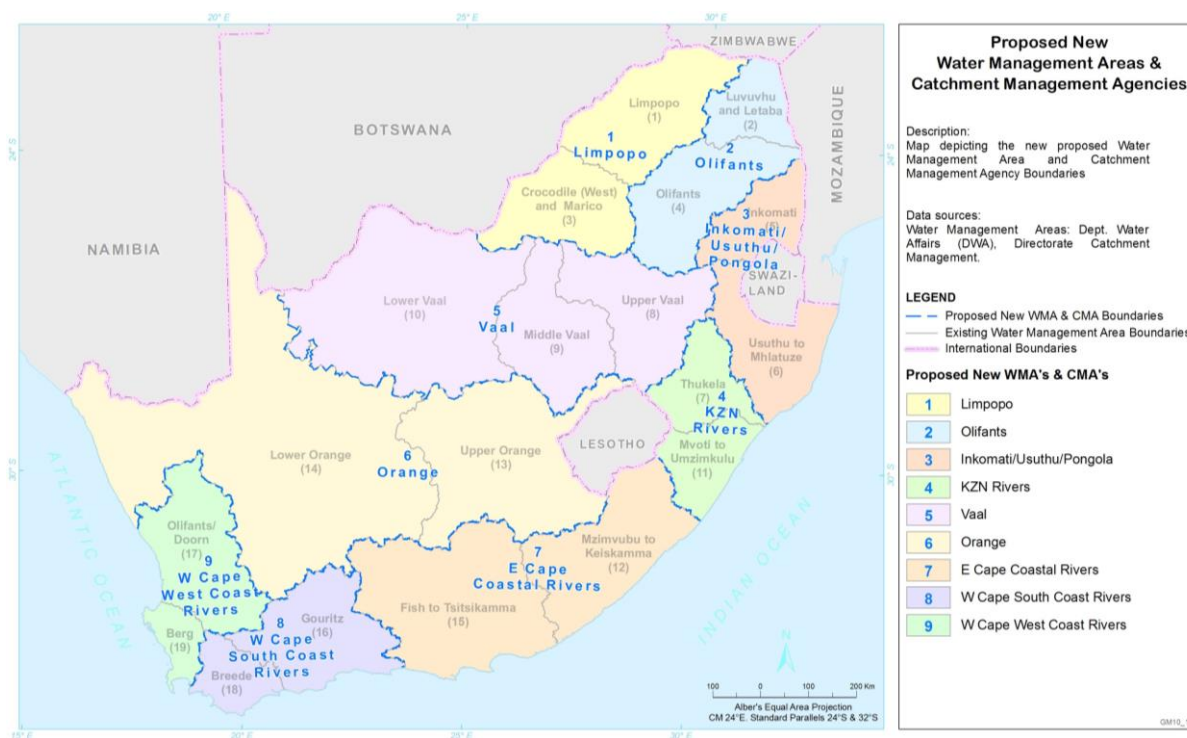 20° E
25° E
30° E
ZIMBABWE
Limpopo
(1)
Luvuvhu
and Letaba
(2)
BOTSWANA
MOZAMBIQUE
24° S
24° S
1
Limpopo
2
Olifants
Crocodile (West)
and Marico
(3)
Olifants
(4)
Inkomati
(5)
3
Inkomati/
Usuthu/
Pongola
NAMIBIA
SWAZI-
LAND
Lower Vaal
(10)
5
Vaal
Middle Vaal
(9)
Upper Vaal
(8)
Usuthu to
Mhlatuze
(6)
Thukela
(7)
4
KZN
Rivers
LESOTHO
Mvoti to
Umzimkulu
(11)
Lower Orange
(14)
6
Orange
Upper Orange
(13)
30° S
30° S
ATLANTIC OCEAN
Olifants/
Doorn
(17)
9
W Cape
West Coast
Rivers
Mzimvubu to
Keiskamma
(12)
7
E Cape
Coastal Rivers
Fish to Tsitsikamma
(15)
INDIAN OCEAN
Berg
(19)
Gouritz
(16)
8
W Cape
South Coast
Rivers
Breede
(18)
N
100 0 100 200 Km
Alber's Equal Area Projection
CM 24°E. Standard Parallels 24°S & 32°S
15° E
20° E
25° E
30° E
Proposed New
Water Management Areas &
Catchment Management Agencies
Description:
Map depicting the new proposed Water
Management Area and Catchment
Management Agency Boundaries
Data sources:
Water Management Areas: Dept. Water
Affairs (DWA), Directorate Catchment
Management.
LEGEND
Proposed New WMA & CMA Boundaries
Existing Water Management Area Boundaries
International Boundaries
Proposed New WMA's & CMA's
1 Limpopo
2 Olifants
3 Inkomati/Usuthu/Pongola
4 KZN Rivers
5 Vaal
6 Orange
7 E Cape Coastal Rivers
8 W Cape South Coast Rivers
9 W Cape West Coast Rivers